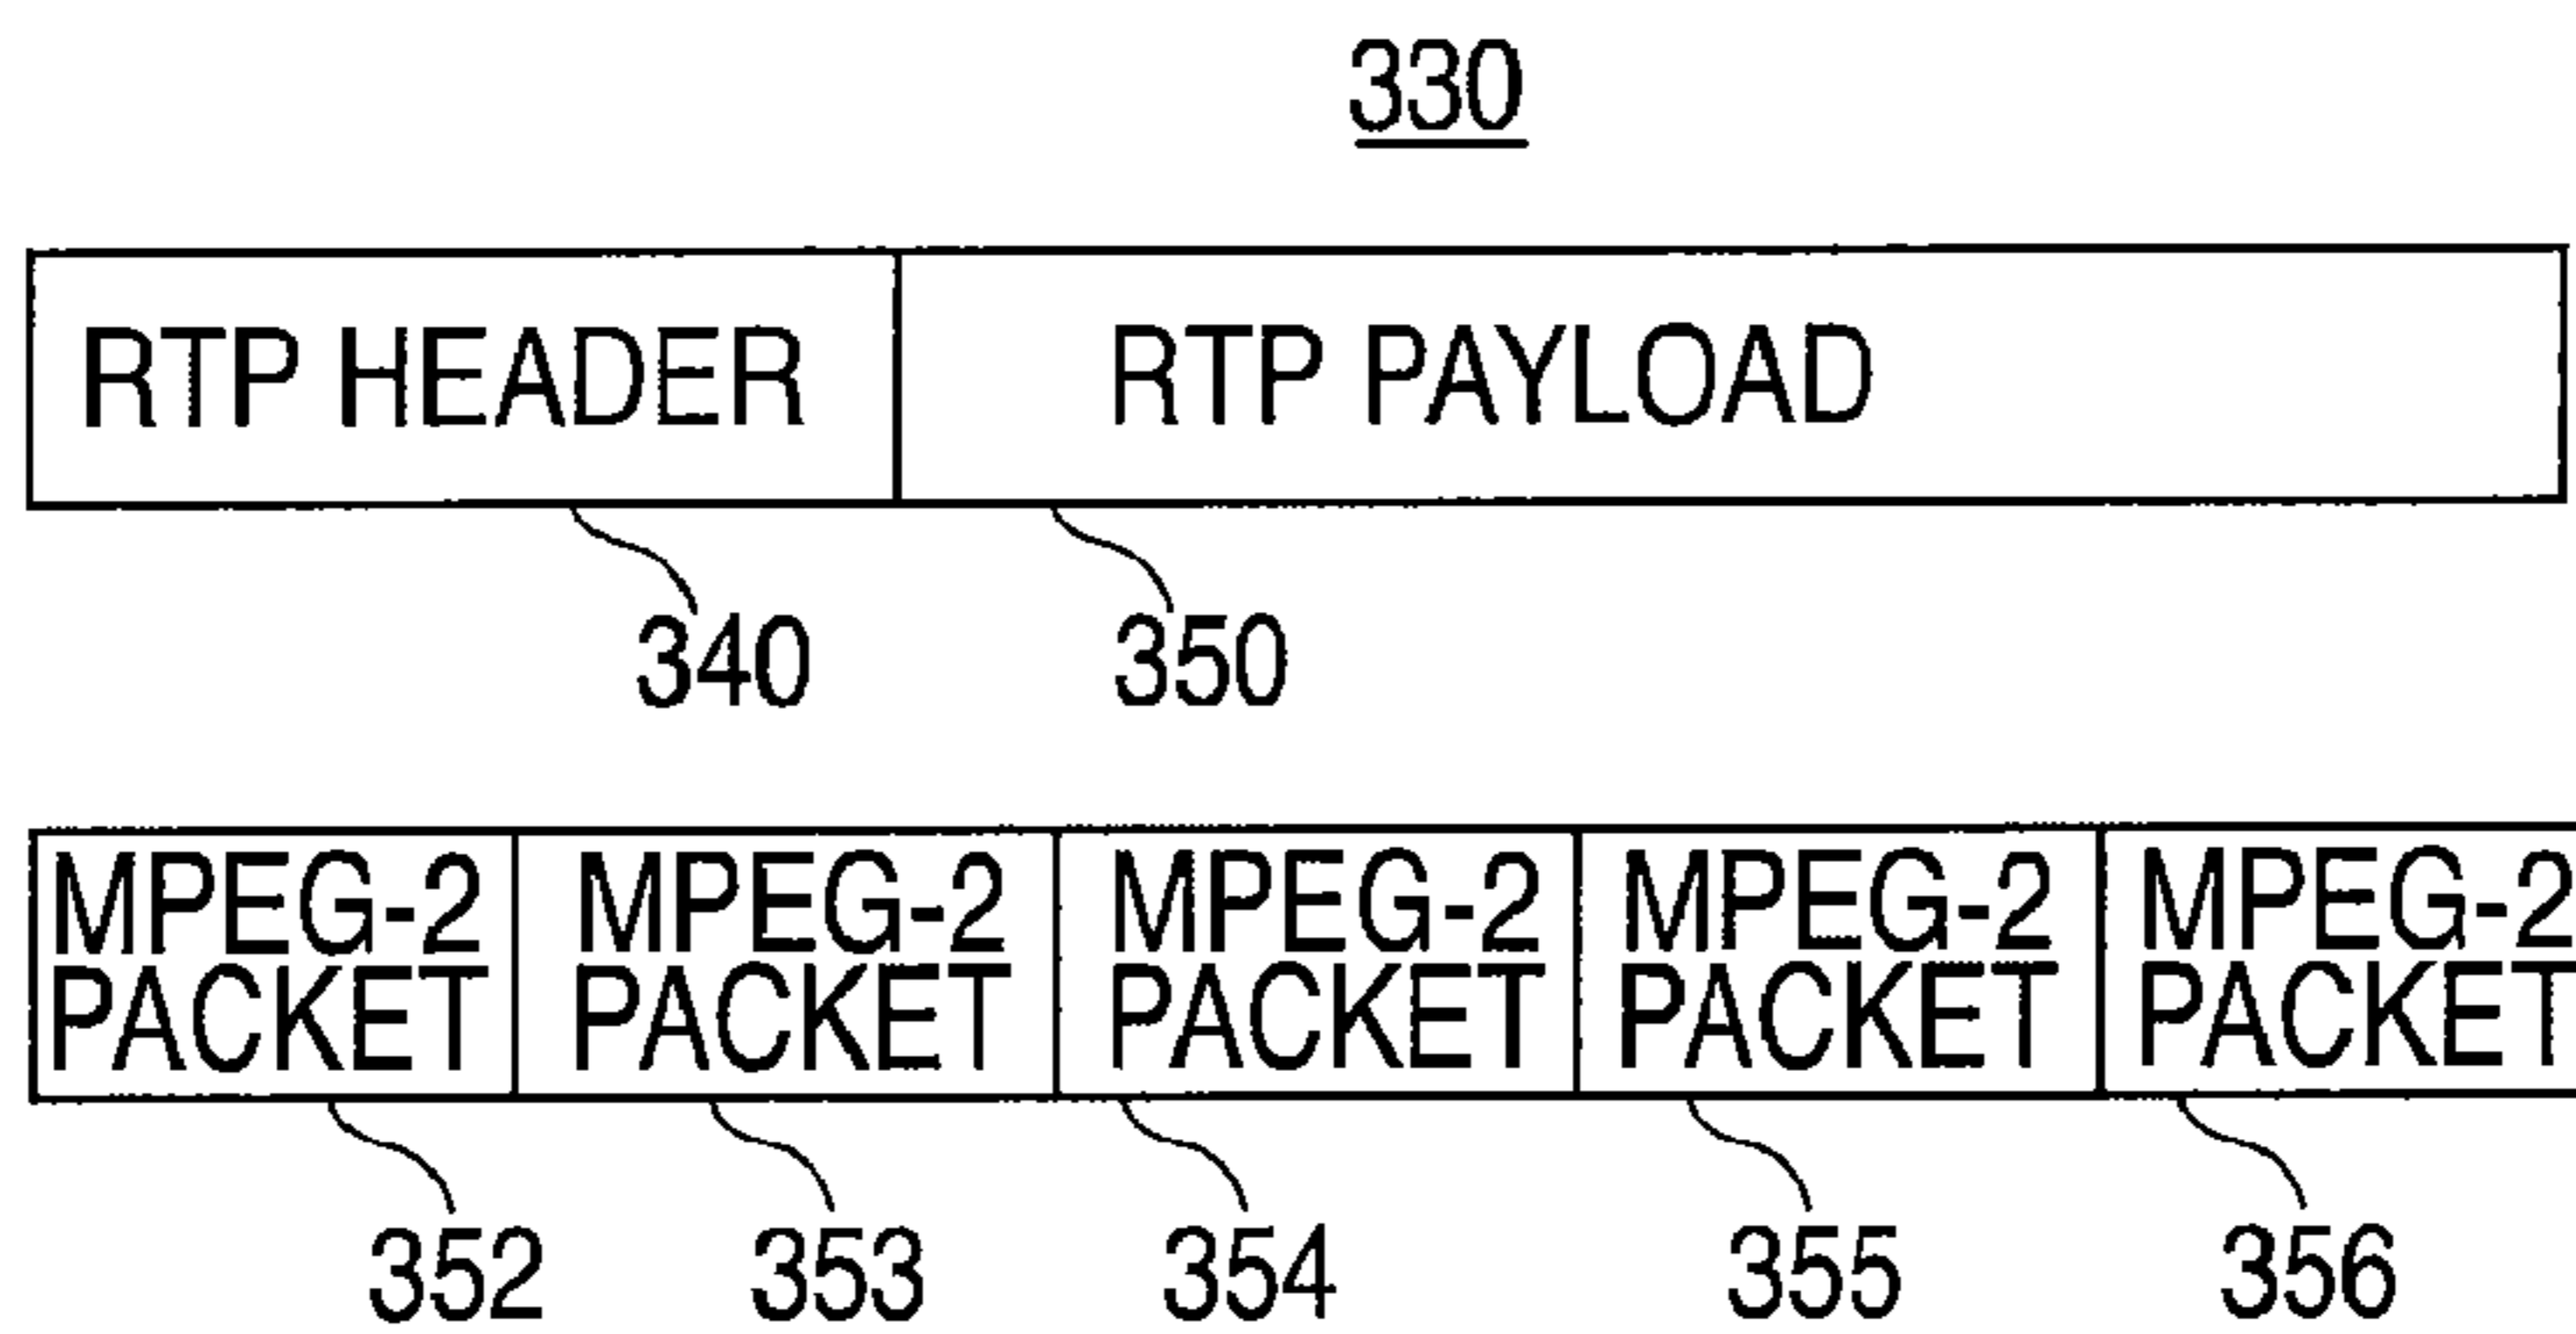 330
RTP HEADER RTP PAYLOAD
340 350
MPEG-2 PACKET MPEG-2 PACKET MPEG-2 PACKET MPEG-2 PACKET MPEG-2 PACKET
352 353 354 355 356